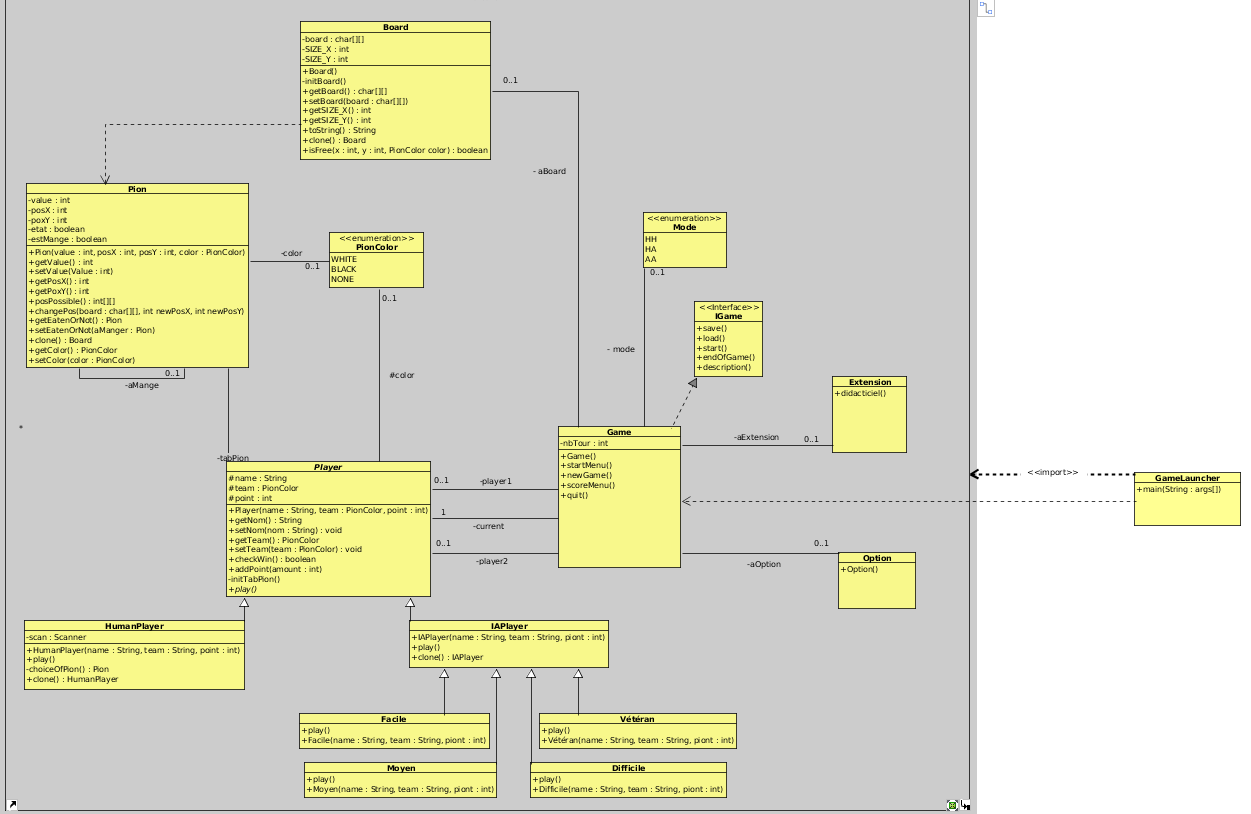 Board
-board : char[][]
-SIZE_X : int
-SIZE_Y : int
+Board()
-initBoard()
+getBoard() : char[][]
+setBoard(board : char[][])
+getSIZE_X() : int
+getSIZE_Y() : int
+toString() : String
+clone() : Board
+isFree(x : int, y : int, PionColor color) : boolean
0..1
- aBoard
Pion
-value : int
-posX : int
-poxY : int
-etat : boolean
-estMange : boolean
+Pion(value : int, posX : int, posY : int, color : PionColor)
+getValue() : int
+setValue(Value : int)
+getPosX() : int
+getPoxY() : int
+posPossible() : int[][]
+changePos(board : char[][], int newPosX, int newPosY)
+getEatenOrNot() : Pion
+setEatenOrNot(aManger : Pion)
+clone() : Board
+getColor() : PionColor
+setColor(color : PionColor)
0..1
-aMange
-color
0..1
<<enumeration>>
PionColor
WHITE
BLACK
NONE
0..1
#color
<<enumeration>>
Mode
HH
HA
AA
0..1
- mode
<<Interface>>
IGame
+save()
+load()
+start()
+endOfGame()
+description()
Extension
+didacticiel()
-aExtension
0..1
*
-tabPion
Game
-nbTour : int
+Game()
+startMenu()
+newGame()
+scoreMenu()
+quit()
Player
#name : String
#team : PionColor
#point : int
+Player(name : String, team : PionColor, point : int)
+getNom() : String
+setNom(nom : String) : void
+getTeam() : PionColor
+setTeam(team : PionColor) : void
+checkWin() : boolean
+addPoint(amount : int)
-initTabPion()
+play()
0..1
-player1
1
-current
0..1
-player2
<<import>>
GameLauncher
+main(String : args[])
0..1
-aOption
Option
+Option()
HumanPlayer
-scan : Scanner
+HumanPlayer(name : String, team : String, point : int)
+play()
-choiceOfPion() : Pion
+clone() : HumanPlayer
IAPlayer
+IAPlayer(name : String, team : String, piont : int)
+play()
+clone() : IAPlayer
Facile
+play()
+Facile(name : String, team : String, piont : int)
Vétéran
+play()
+Vétéran(name : String, team : String, piont : int)
Moyen
+play()
+Moyen(name : String, team : String, piont : int)
Difficile
+play()
+Difficile(name : String, team : String, piont : int)